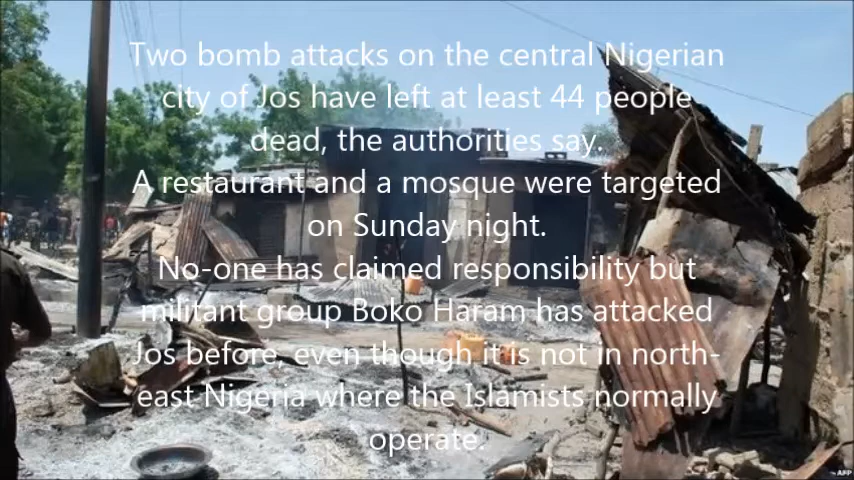 Two bomb attacks on the central Nigerian
city of Jos have left at least 44 people
dead, the authorities say.
A restaurant and a mosque were targeted
on Sunday night.
No-one has claimed responsibility but
militant group Boko Haram has attacked
Jos before, even though it is not in north-
east Nigeria where the Islamists normally
operate.
AFP